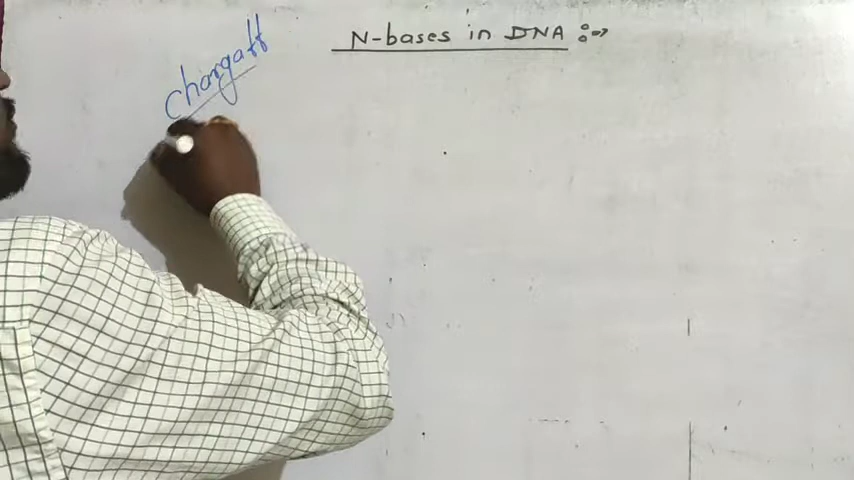 N-bases in DNA :->
chargaff